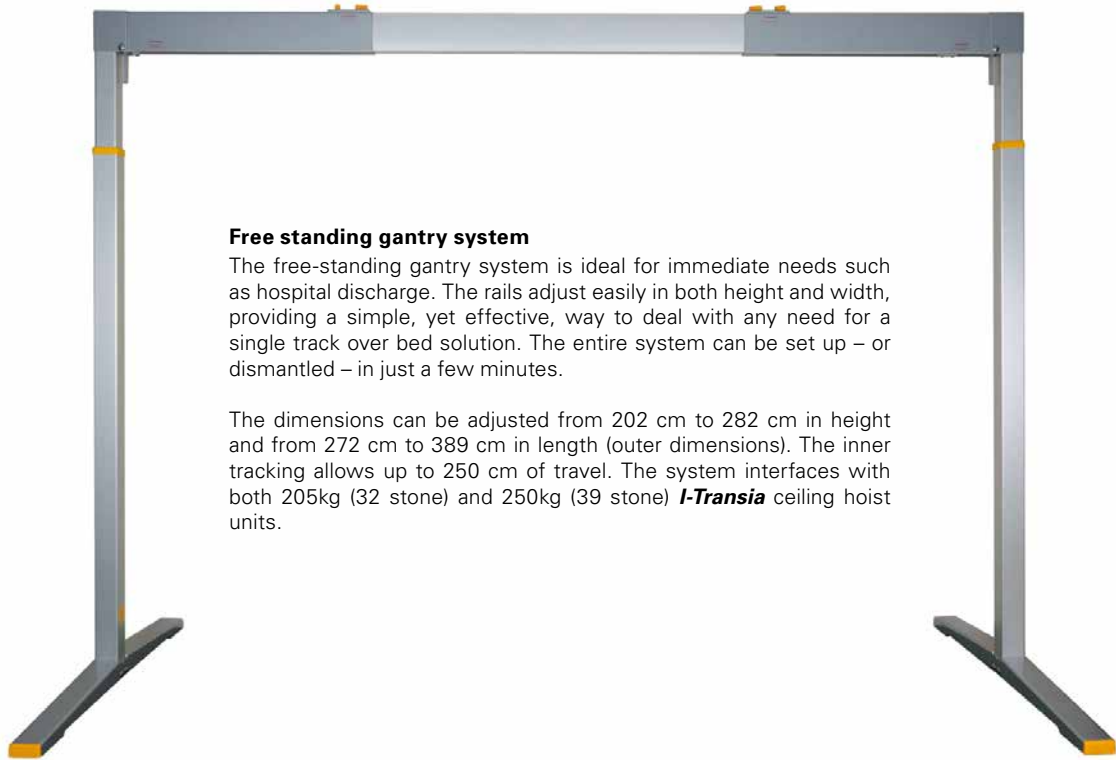 Free standing gantry system
The free-standing gantry system is ideal for immediate needs such
as hospital discharge. The rails adjust easily in both height and width,
providing a simple, yet effective, way to deal with any need for a
single track over bed solution. The entire system can be set up – or
dismantled – in just a few minutes.
The dimensions can be adjusted from 202 cm to 282 cm in height
and from 272 cm to 389 cm in length (outer dimensions). The inner
tracking allows up to 250 cm of travel. The system interfaces with
both 205kg (32 stone) and 250kg (39 stone) I-Transia ceiling hoist
units.